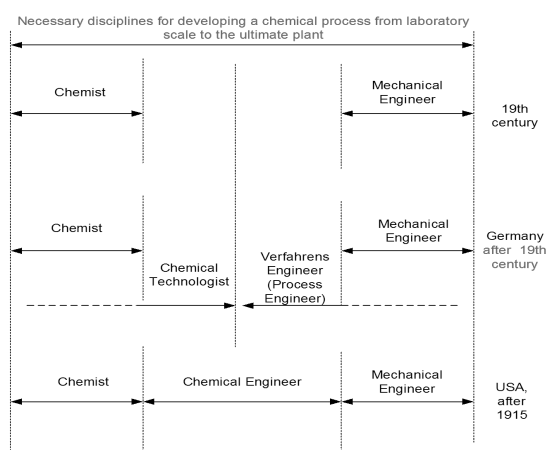 Necessary disciplines for developing a chemical process from laboratory
scale to the ultimate plant
Chemist
Mechanical
Engineer
19th
century
Chemist
Mechanical
Engineer
Germany
after 19th
century
Chemical
Technologist
Verfahrens
Engineer
(Process
Engineer)
Chemist
Chemical Engineer
Mechanical
Engineer
USA,
after
1915